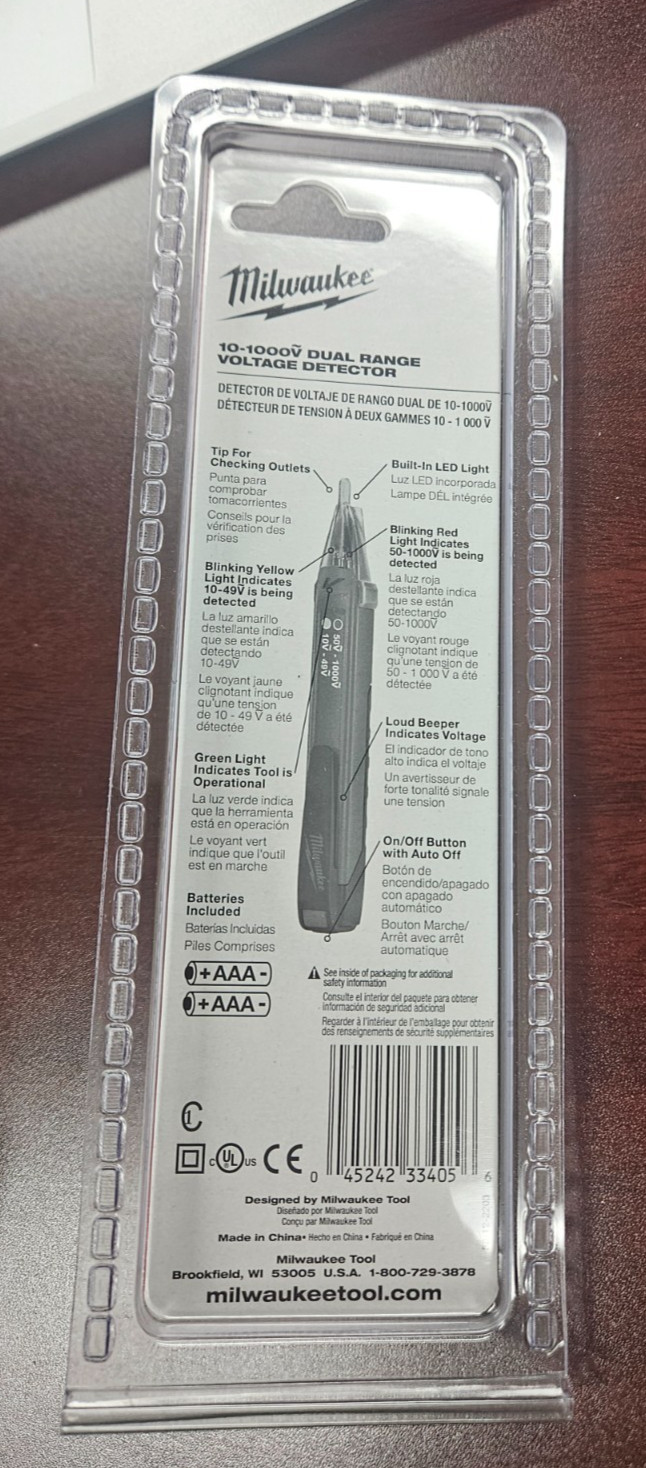 Milwaukee
10-1000Ṽ DUAL RANGE
VOLTAGE DETECTOR
DETECTOR DE VOLTAJE DE RANGO DUAL DE 10-1000Ṽ
DÉTECTEUR DE TENSION À DEUX GAMMES 10 - 1 000 Ṽ
Tip For
Checking Outlets
Punta para
comprobar
tomacorrientes
Conseils pour la
vérification des
prises
Built-In LED Light
Luz LED incorporada
Lampe DÉL intégrée
Blinking Yellow
Light Indicates
10-49Ṽ is being
detected
La luz amarillo
destellante indica
que se están
detectando
10-49Ṽ
Le voyant jaune
clignotant indique
qu'une tension
de 10 - 49 Ṽ a été
détectée
Blinking Red
Light Indicates
50-1000Ṽ is being
detected
La luz roja
destellante indica
que se están
detectando
50-1000Ṽ
Le voyant rouge
clignotant indique
qu'une tension de
50 - 1 000 Ṽ a été
détectée
50Ṽ - 1000Ṽ
10Ṽ - 49Ṽ
Milwaukee
Green Light
Indicates Tool is
Operational
La luz verde indica
que la herramienta
está en operación
Le voyant vert
indique que l'outil
est en marche
Loud Beeper
Indicates Voltage
El indicador de tono
alto indica el voltaje
Un avertisseur de
forte tonalité signale
une tension
On/Off Button
with Auto Off
Botón de
encendido/apagado
con apagado
automático
Bouton Marche/
Arrêt avec arrêt
automatique
Batteries
Included
Baterías Incluidas
Piles Comprises
+AAA-
+AAA-
See inside of packaging for additional
safety information
Consulte el interior del paquete para obtener
información de seguridad adicional
Regarder à l'intérieur de l'emballage pour obtenir
des renseignements de sécurité supplémentaires
C UL US CE
0 45242 33405 6
Designed by Milwaukee Tool
Diseñado por Milwaukee Tool
Conçu par Milwaukee Tool
Made in China • Hecho en China • Fabriqué en China
Milwaukee Tool
Brookfield, WI 53005 U.S.A. 1-800-729-3878
milwaukeetool.com